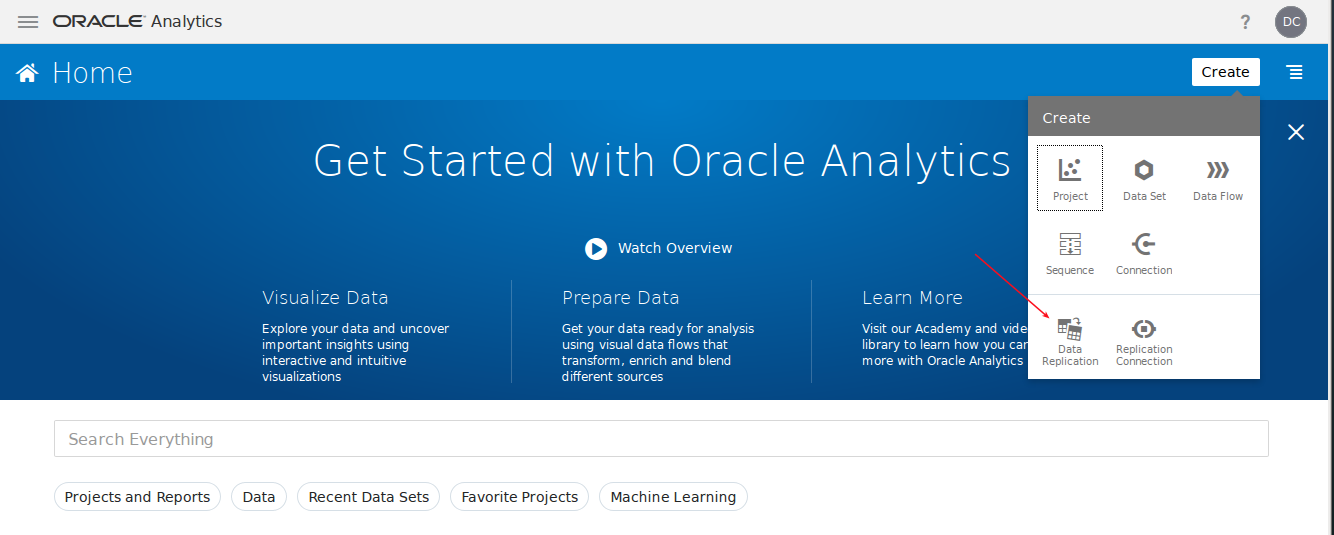 ORACLE Analytics
?
DC
Home
Create
Create
Project
Data Set
Data Flow
Sequence
Connection
Data
Replication
Replication
Connection
Get Started with Oracle Analytics
Watch Overview
Visualize Data
Explore your data and uncover
important insights using
interactive and intuitive
visualizations
Prepare Data
Get your data ready for analysis
using visual data flows that
transform, enrich and blend
different sources
Learn More
Visit our Academy and vide
library to learn how you can
more with Oracle Analytics
Search Everything
Projects and Reports
Data
Recent Data Sets
Favorite Projects
Machine Learning